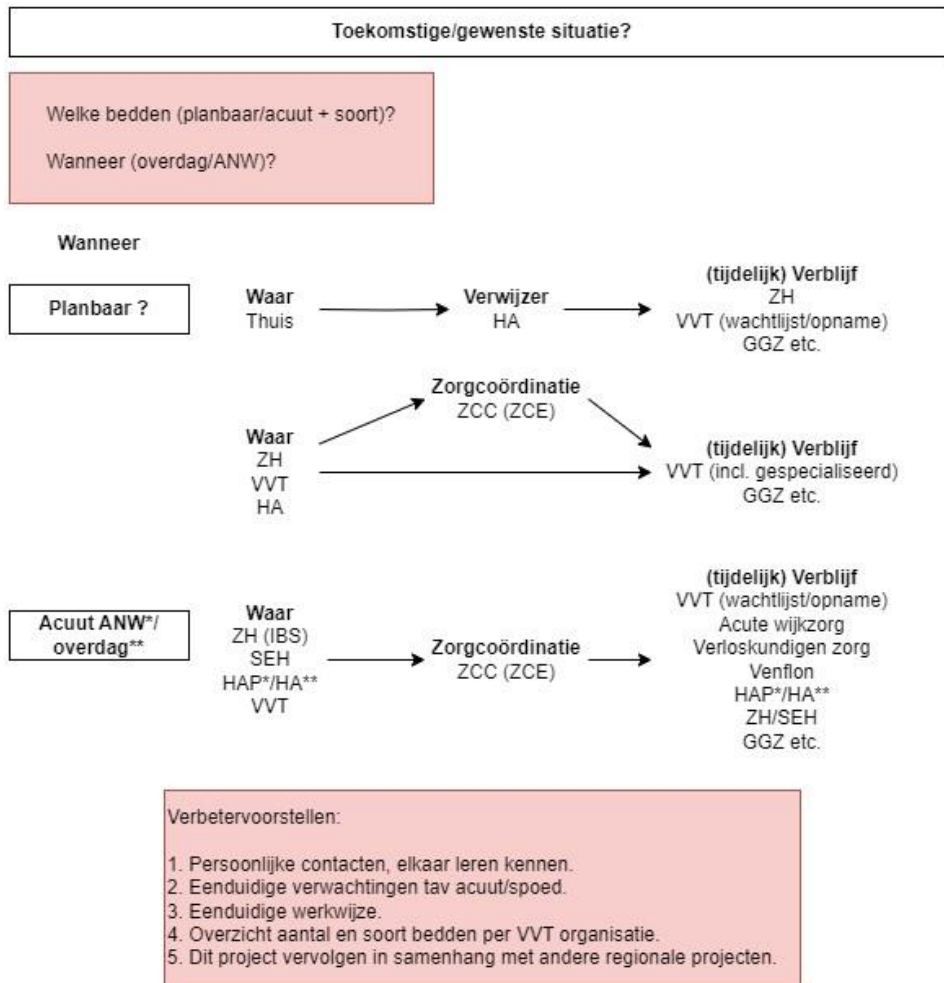 Toekomstige/gewenste situatie?
Welke bedden (planbaar/acuut + soort)?
Wanneer (overdag/ANW)?
Wanneer
Planbaar ?
Waar
Thuis
Verwijzer
HA
(tijdelijk) Verblijf
ZH
VVT (wachtlijst/opname)
GGZ etc.
Waar
ZH
VVT
HA
Zorgcoördinatie
ZCC (ZCE)
(tijdelijk) Verblijf
VVT (incl. gespecialiseerd)
GGZ etc.
Acuut ANW*/
overdag**
Waar
ZH (IBS)
SEH
HAP*/HA**
VVT
Zorgcoördinatie
ZCC (ZCE)
(tijdelijk) Verblijf
VVT (wachtlijst/opname)
Acute wijkzorg
Verloskundigen zorg
Venflon
HAP*/HA**
ZH/SEH
GGZ etc.
Verbetervoorstellen:
1. Persoonlijke contacten, elkaar leren kennen.
2. Eenduidige verwachtingen tav acuut/spoed.
3. Eenduidige werkwijze.
4. Overzicht aantal en soort bedden per VVT organisatie.
5. Dit project vervolgen in samenhang met andere regionale projecten.